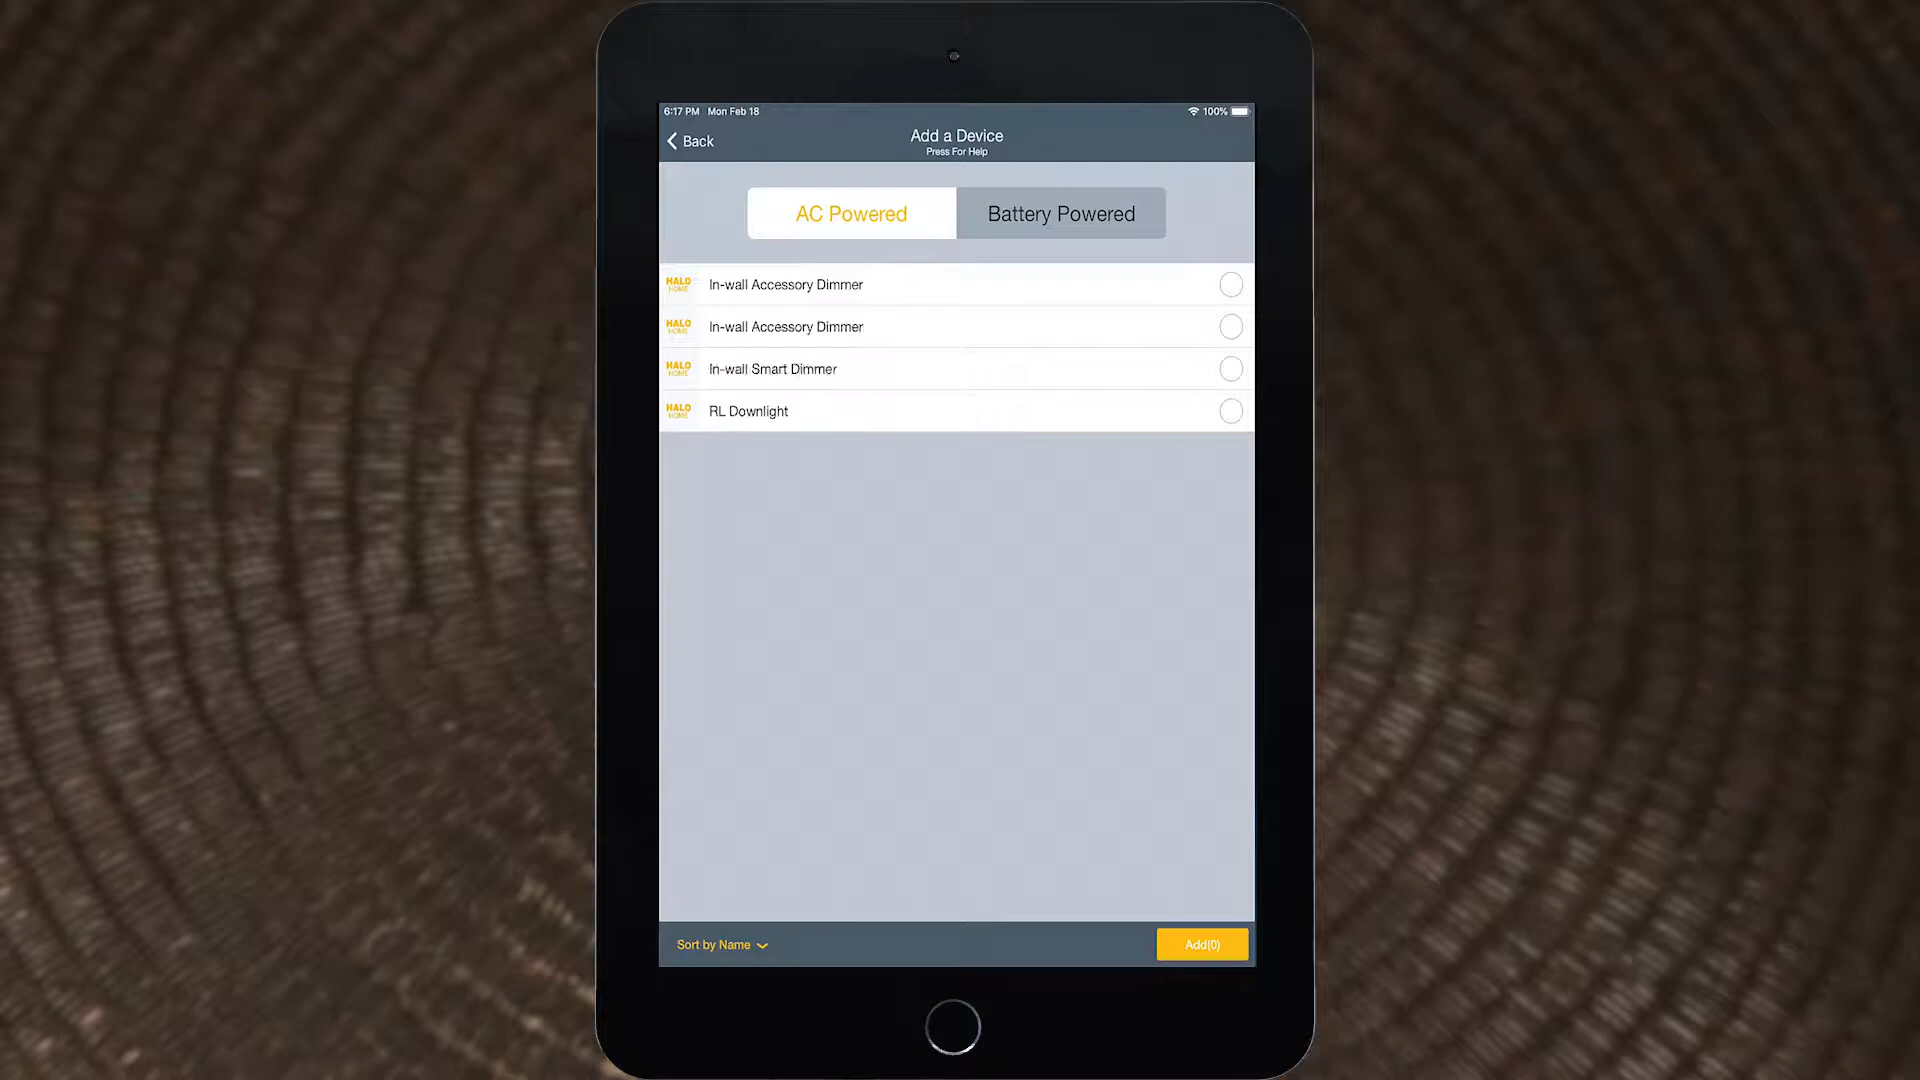 6:17 PM Mon Feb 18
100%
Back
Add a Device
Press For Help
AC Powered
Battery Powered
HALO
HOME
In-wall Accessory Dimmer
HALO
HOME
In-wall Accessory Dimmer
HALO
HOME
In-wall Smart Dimmer
HALO
HOME
RL Downlight
Sort by Name
Add(0)